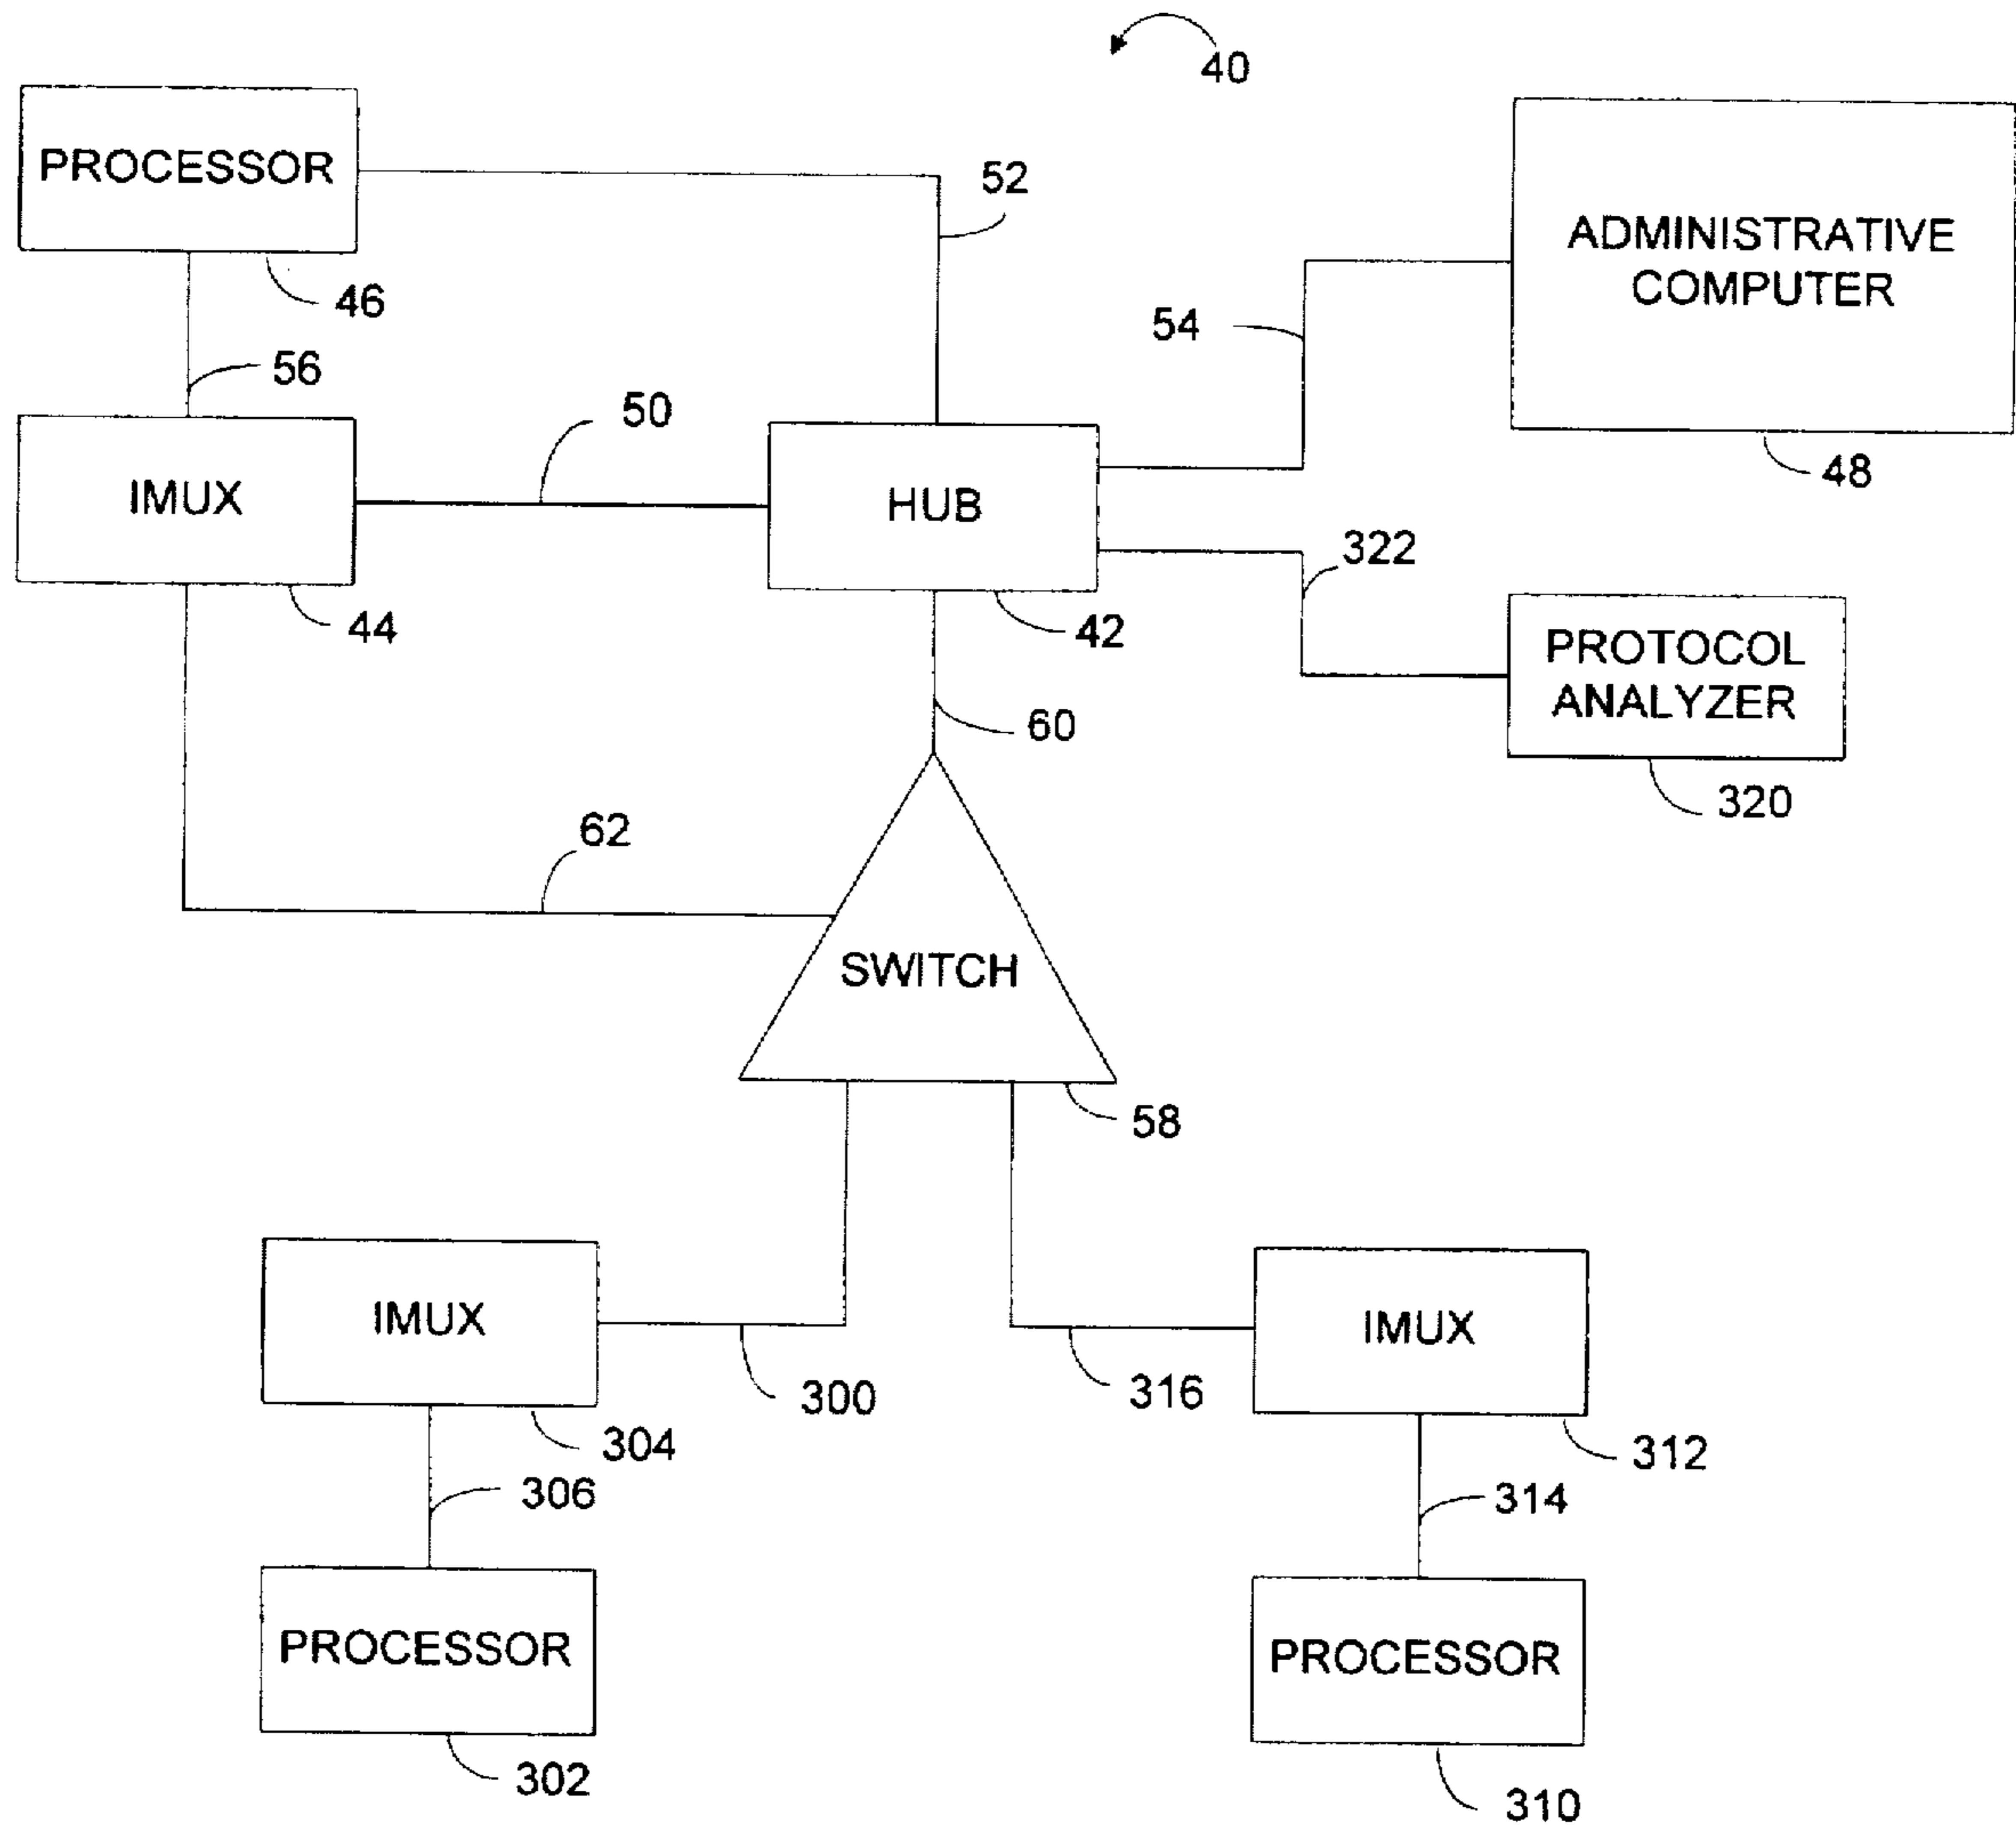 40
PROCESSOR
52
ADMINISTRATIVE
COMPUTER
46
54
56
50
48
IMUX
HUB
322
44
42
PROTOCOL
ANALYZER
60
320
62
SWITCH
58
IMUX
IMUX
300
316
304
312
306
314
PROCESSOR
PROCESSOR
302
310